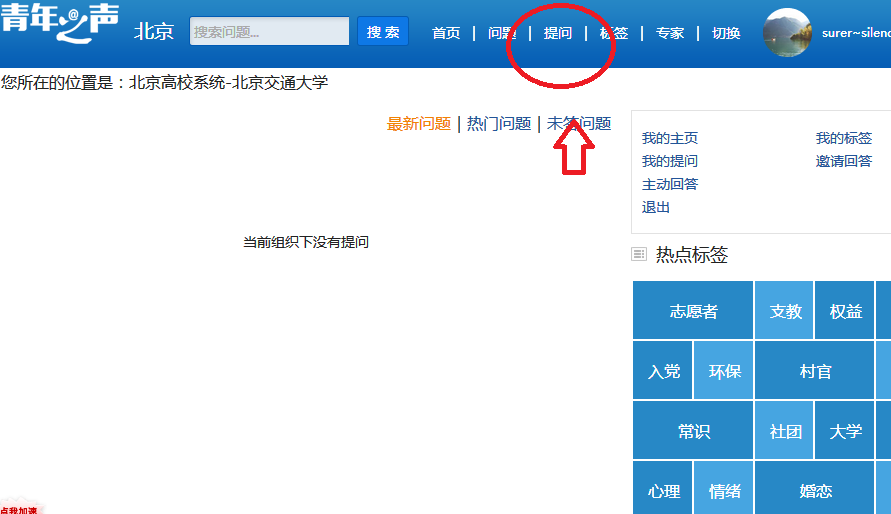 青年之声 北京 搜索问题... 搜 索 首页 | 问题 | 提问 | 标签 | 专家 | 切换 surer~silenc
您所在的位置是：北京高校系统-北京交通大学
最新问题 | 热门问题 | 未答问题
当前组织下没有提问
我的主页 我的标签
我的提问 邀请回答
主动回答
退出
热点标签
志愿者 支教 权益
入党 环保 村官
常识 社团 大学
心理 情绪 婚恋
点我加速